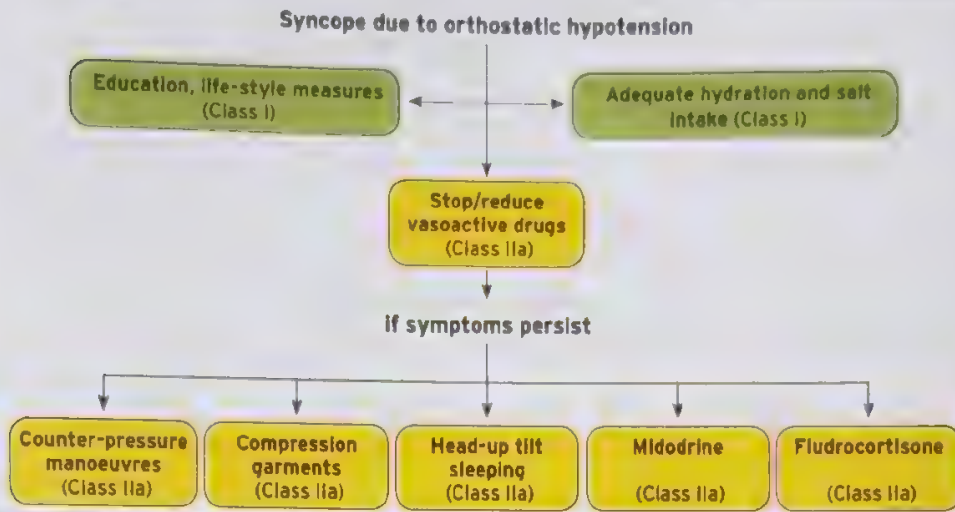 Syncope due to orthostatic hypotension
Education, life-style measures
(Class I)
Adequate hydration and salt
intake (Class I)
Stop/reduce
vasoactive drugs
(Class IIa)
if symptoms persist
Counter-pressure
manoeuvres
(Class IIa)
Compression
garments
(Class IIa)
Head-up tilt
sleeping
(Class IIa)
Midodrine
(Class IIa)
Fludrocortisone
(Class IIa)